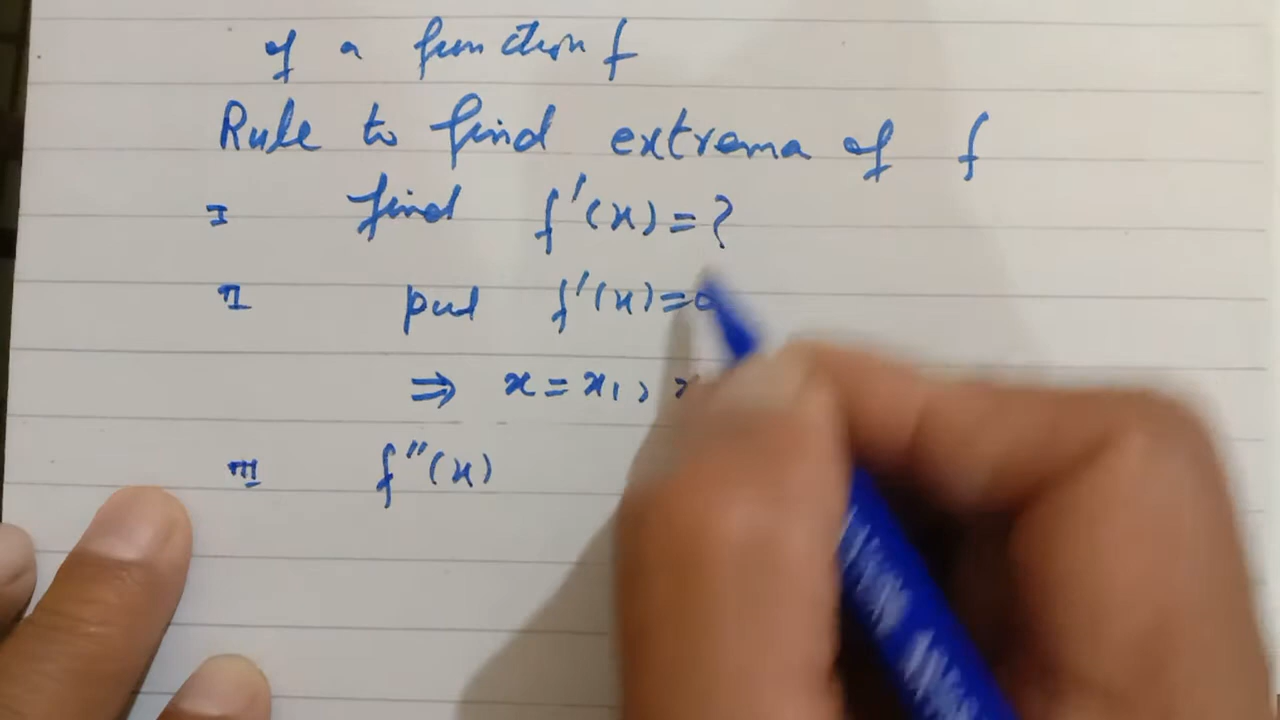 of a function f
Rule to find extrema of f
I find f'(x)=?
II put f'(x)=0
⇒ x = x₁,
III f''(x)